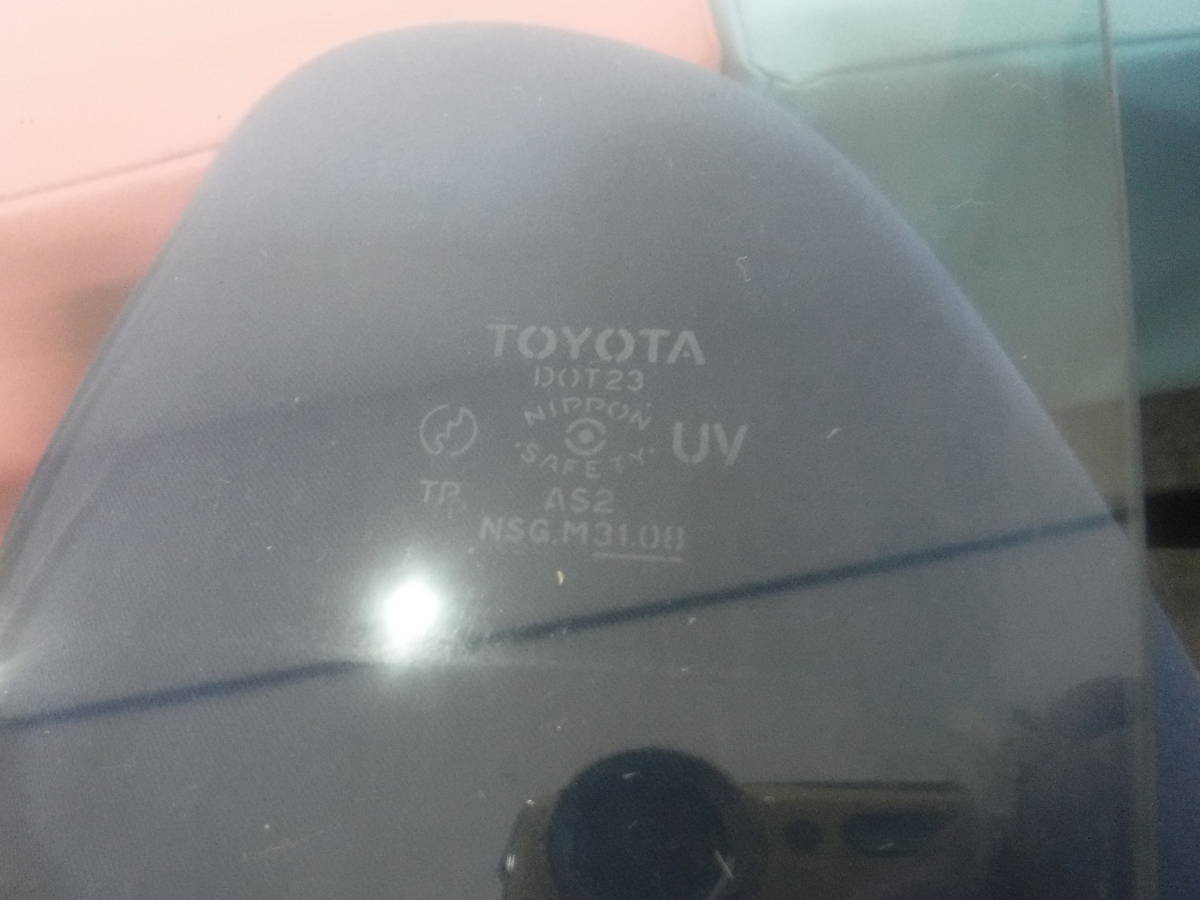 TOYOTA
DOT23
NIPPON
SAFETY
UV
TP
AS2
NSG.M31.08